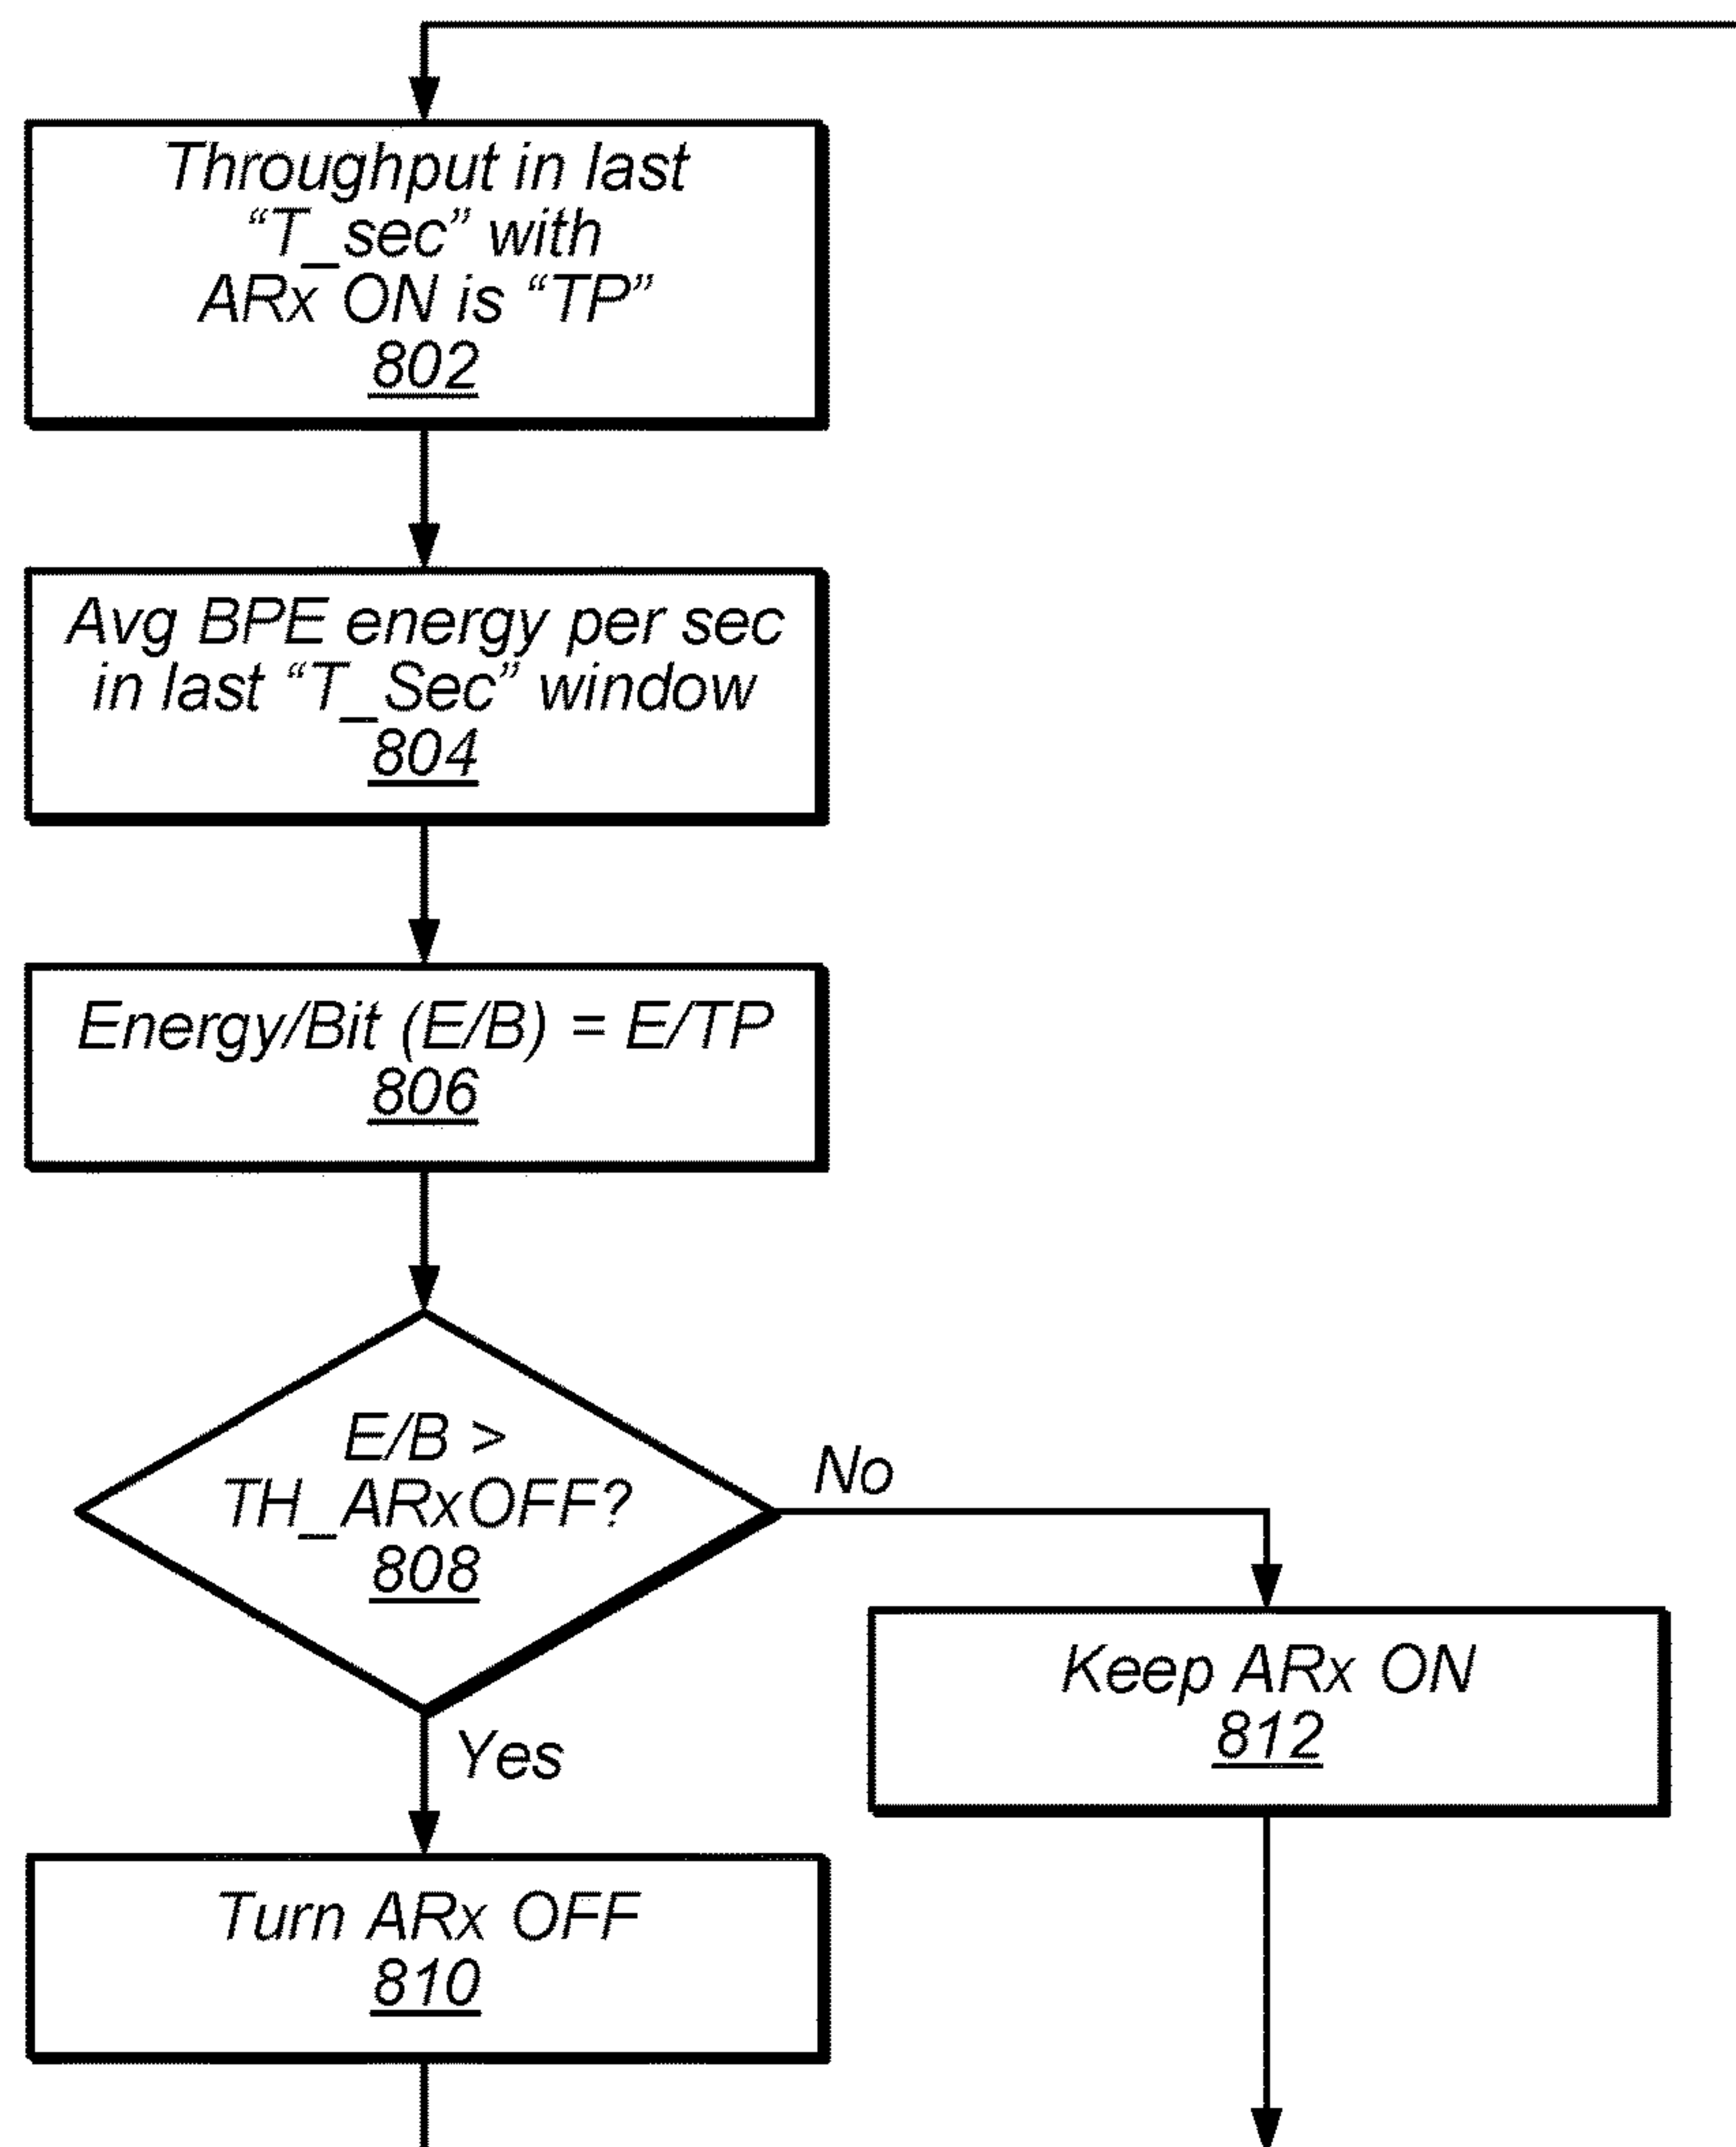 Throughput in last
“T_sec” with
ARx ON is “TP”
802
Avg BPE energy per sec
in last “T_Sec” window
804
Energy/Bit (E/B) = E/TP
806
E/B >
TH_ARxOFF?
808
No
Keep ARx ON
812
Yes
Turn ARx OFF
810